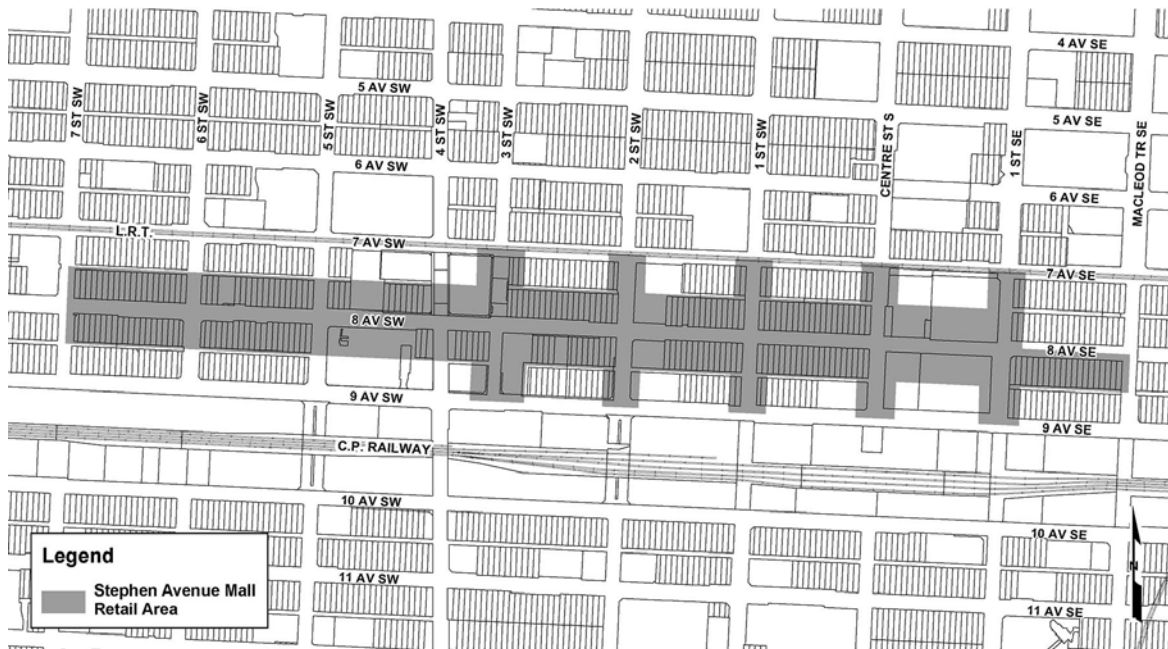 4 AV SE
5 AV SW
7 ST SW
6 ST SW
5 ST SW
4 ST SW
3 ST SW
2 ST SW
1 ST SW
CENTRE ST S
1 ST SE
5 AV SE
MACLEOD TR SE
6 AV SW
6 AV SE
L.R.T.
7 AV SW
7 AV SE
8 AV SW
8 AV SE
9 AV SW
9 AV SE
C.P. RAILWAY
10 AV SW
10 AV SE
N
11 AV SW
11 AV SE
Legend
Stephen Avenue Mall
Retail Area